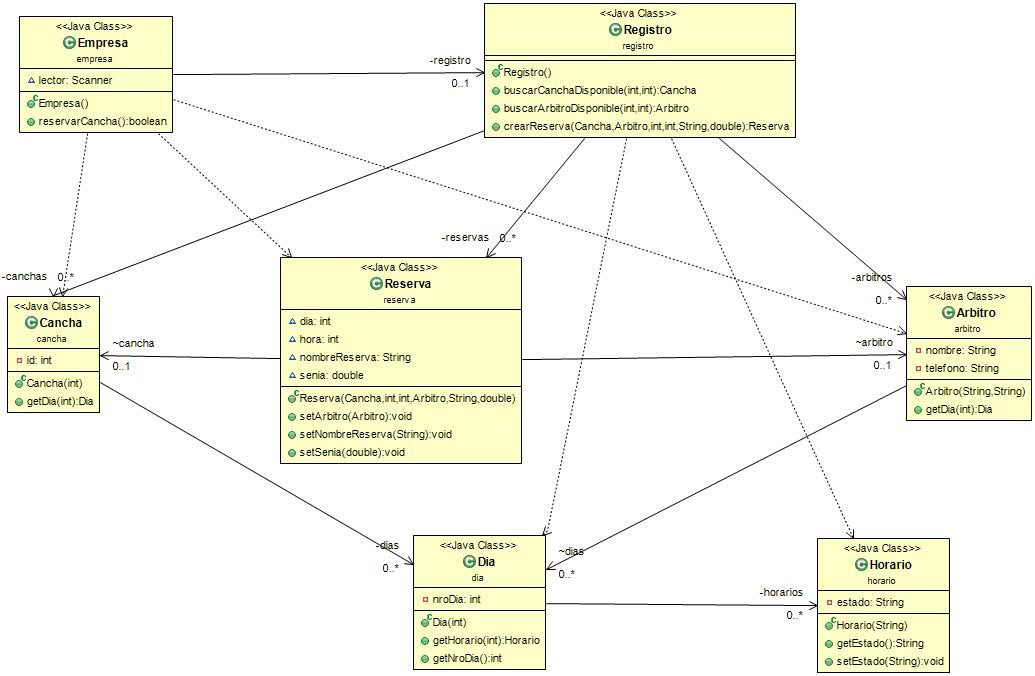 <<Java Class>>
Empresa
empresa
lector: Scanner
Empresa()
reservarCancha():boolean
<<Java Class>>
Registro
registro
Registro()
buscarCanchaDisponible(int,int):Cancha
buscarArbitroDisponible(int,int):Arbitro
crearReserva(Cancha,Arbitro,int,int,String,double):Reserva
-registro
0..1
-canchas
0..*
-reservas
0..*
-arbitros
0..*
<<Java Class>>
Cancha
cancha
id: int
Cancha(int)
getDia(int):Dia
~cancha
0..1
<<Java Class>>
Reserva
reserva
dia: int
hora: int
nombreReserva: String
senia: double
Reserva(Cancha,int,int,Arbitro,String,double)
setArbitro(Arbitro):void
setNombreReserva(String):void
setSenia(double):void
~arbitro
0..1
<<Java Class>>
Arbitro
arbitro
nombre: String
telefono: String
Arbitro(String,String)
getDia(int):Dia
-dias
0..*
<<Java Class>>
Dia
dia
nroDia: int
Dia(int)
getHorario(int):Horario
getNroDia():int
~dias
0..*
-horarios
0..*
<<Java Class>>
Horario
horario
estado: String
Horario(String)
getEstado():String
setEstado(String):void